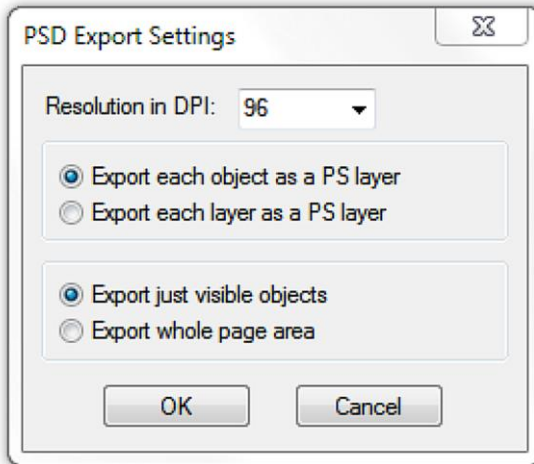 PSD Export Settings
Resolution in DPI: 96
Export each object as a PS layer
Export each layer as a PS layer
Export just visible objects
Export whole page area
OK Cancel